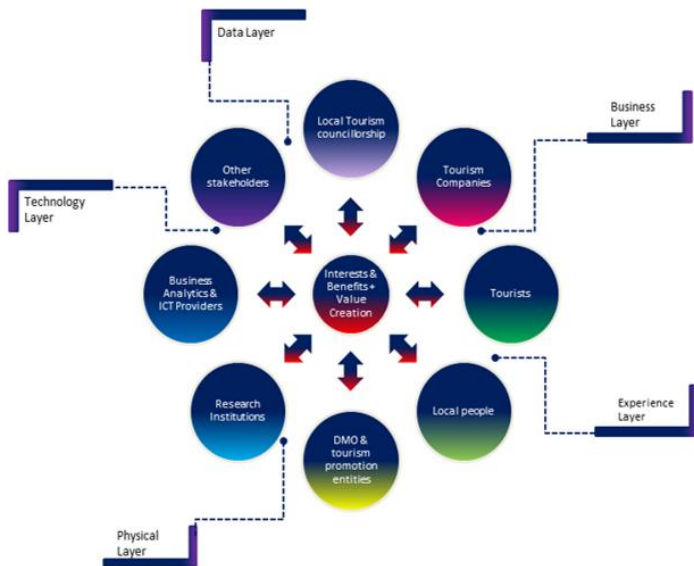 Data Layer
Business
Layer
Local Tourism
councillorship
Other
stakeholders
Tourism
Companies
Technology
Layer
Business
Analytics &
ICT Providers
Interests &
Benefits +
Value
Creation
Tourists
Research
Institutions
Local people
Experience
Layer
DMO &
tourism
promotion
entities
Physical
Layer